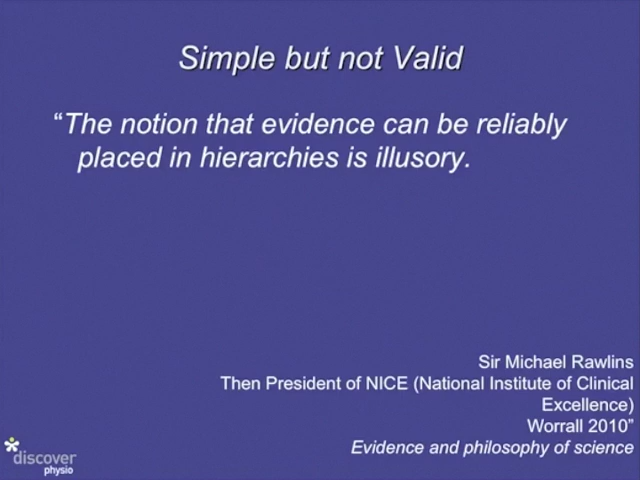 Simple but not Valid
“The notion that evidence can be reliably
placed in hierarchies is illusory.
Sir Michael Rawlins
Then President of NICE (National Institute of Clinical
Excellence)
Worrall 2010”
Evidence and philosophy of science
discover
physio